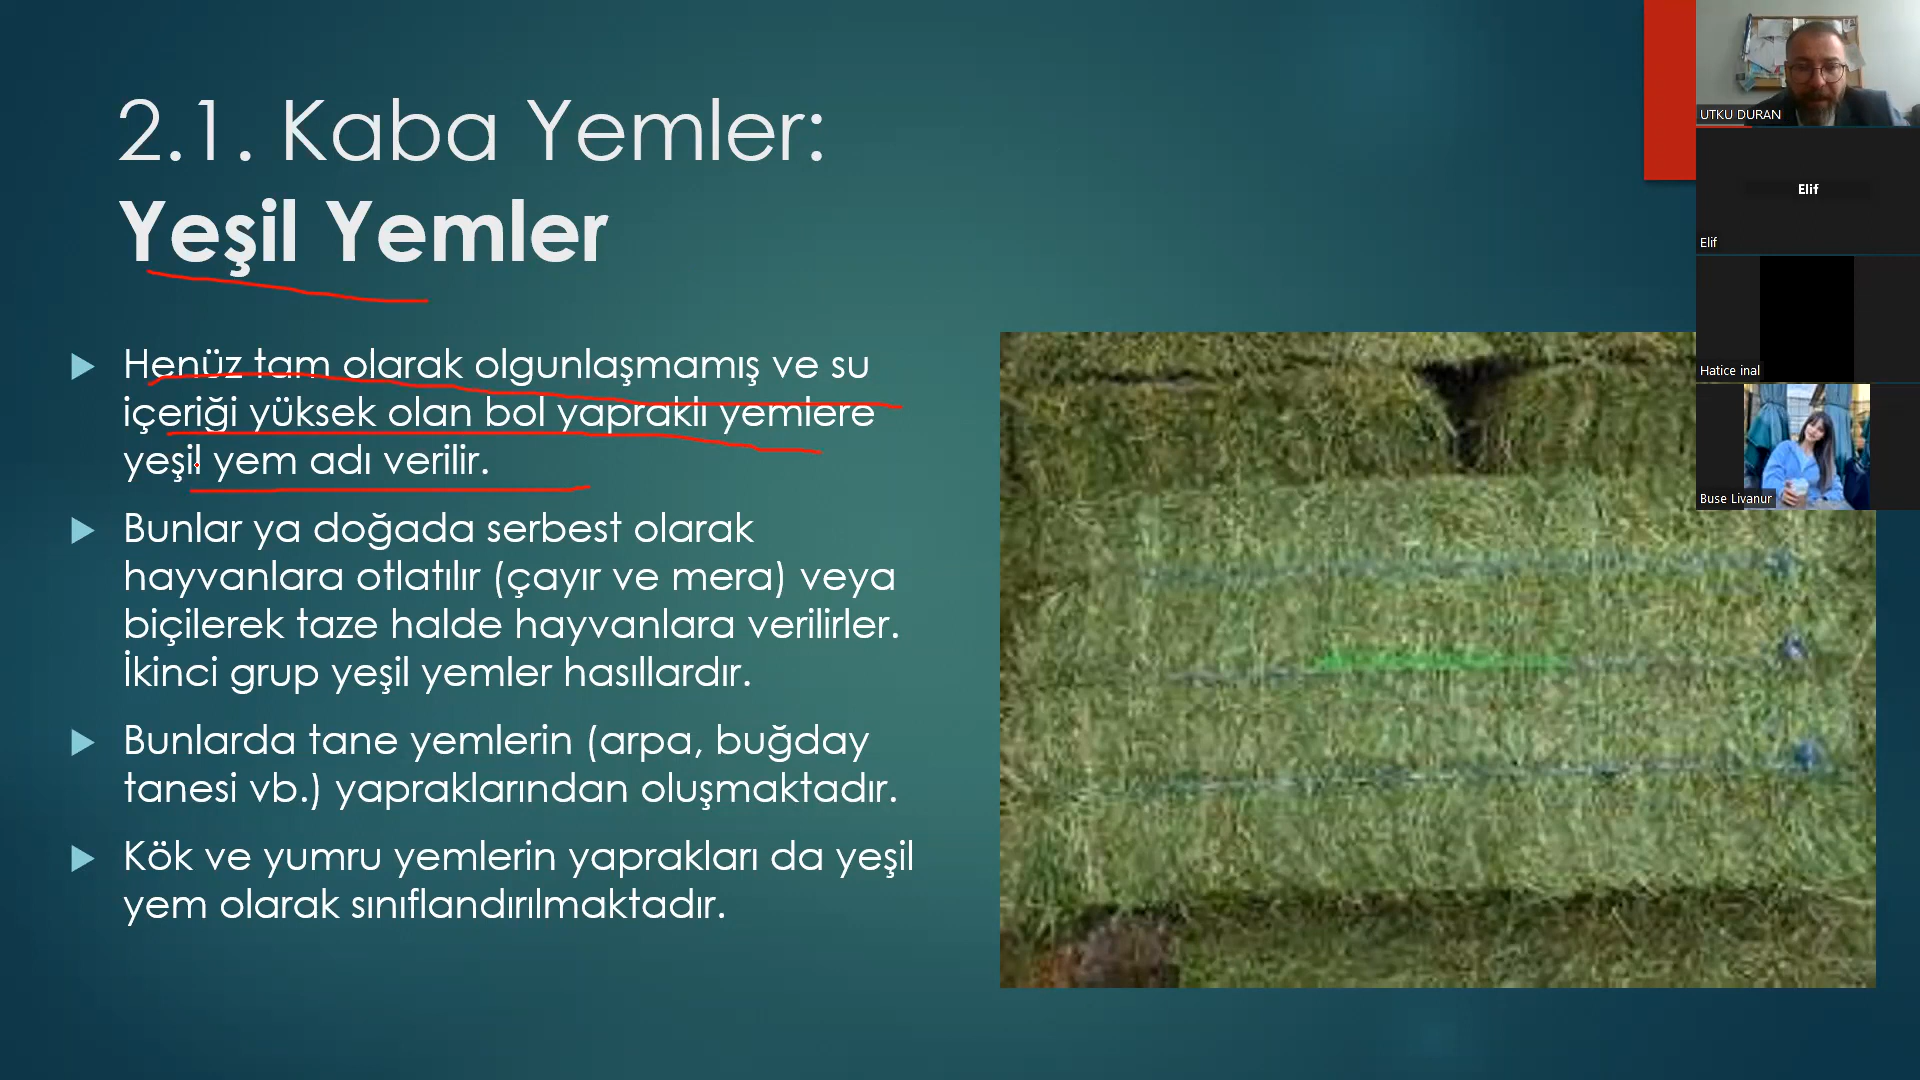 2.1. Kaba Yemler:
Yeşil Yemler
Henüz tam olarak olgunlaşmamış ve su
içeriği yüksek olan bol yapraklı yemlere
yeşil yem adı verilir.
Bunlar ya doğada serbest olarak
hayvanlara otlatılır (çayır ve mera) veya
biçilerek taze halde hayvanlara verilirler.
İkinci grup yeşil yemler hasıllardır.
Bunlarda tane yemlerin (arpa, buğday
tanesi vb.) yapraklarından oluşmaktadır.
Kök ve yumru yemlerin yaprakları da yeşil
yem olarak sınıflandırılmaktadır.
UTKU DURAN
Elif
Elif
Hatice inal
Buse Livanur